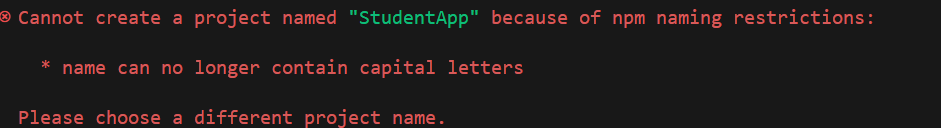 ⊗ Cannot create a project named "StudentApp" because of npm naming restrictions:
* name can no longer contain capital letters
Please choose a different project name.